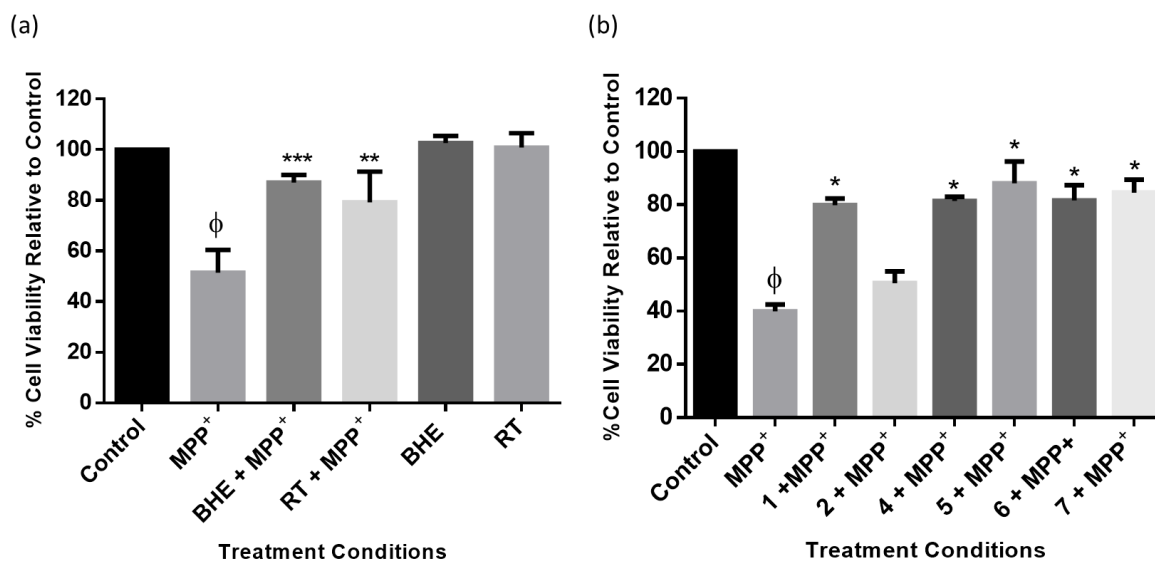 (a)
% Cell Viability Relative to Control
120
100
80
60
40
20
0
ϕ
***
**
Control
MPP⁺
BHE + MPP⁺
RT + MPP⁺
BHE
RT
Treatment Conditions
(b)
%Cell Viability Relative to Control
120
100
80
60
40
20
0
ϕ
*
*
*
*
*
Control
MPP⁺
1 +MPP⁺
2 + MPP⁺
4 + MPP⁺
5 + MPP⁺
6 + MPP+
7 + MPP⁺
Treatment Conditions